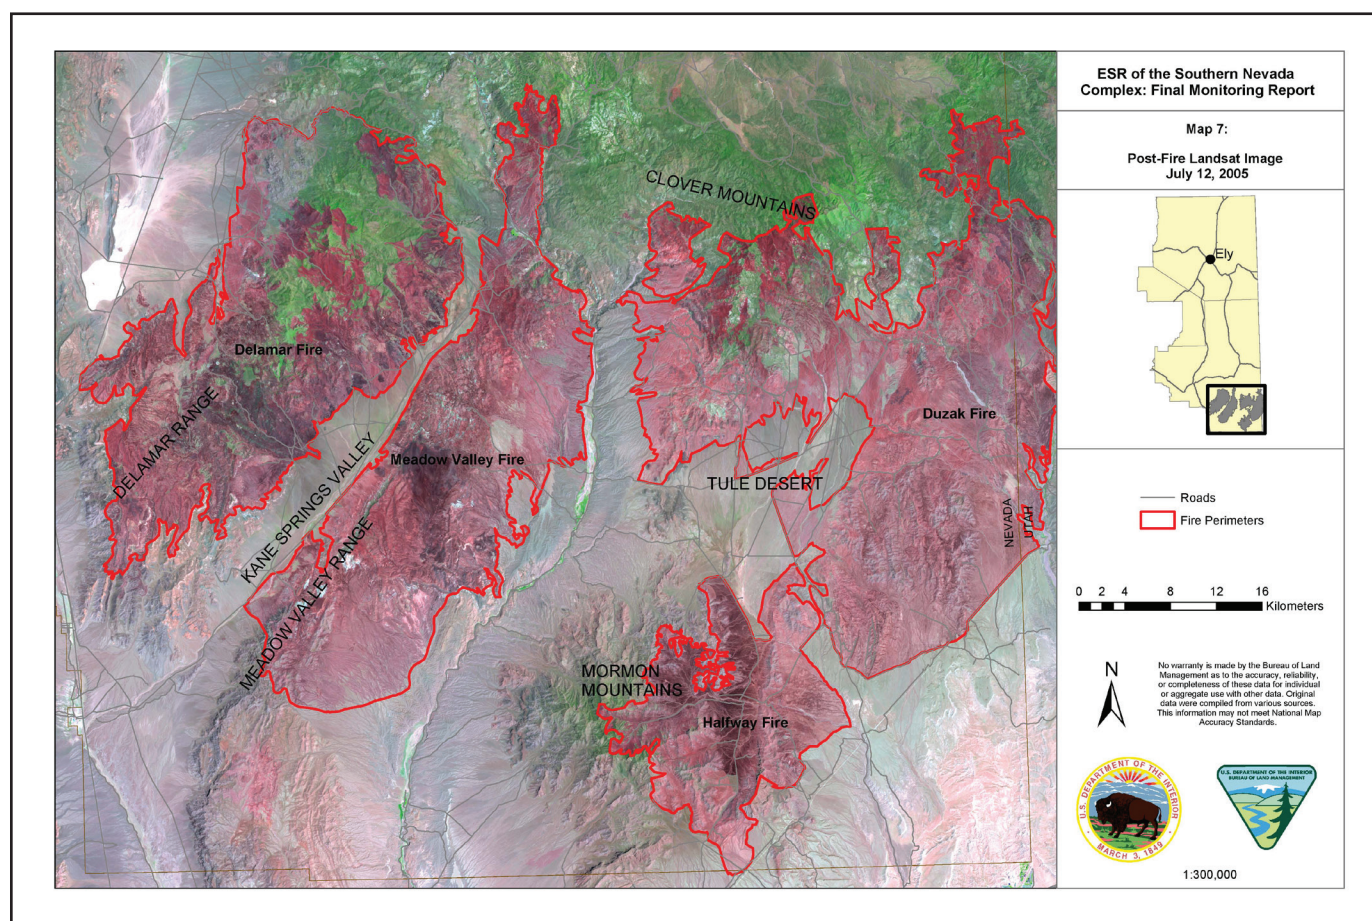 ESR of the Southern Nevada
Complex: Final Monitoring Report
Map 7:
Post-Fire Landsat Image
July 12, 2005
Ely
CLOVER MOUNTAINS
Delamar Fire
DELAMAR RANGE
Duzak Fire
Meadow Valley Fire
KANE SPRINGS VALLEY
TULE DESERT
NEVADA
UTAH
MEADOW VALLEY RANGE
MORMON
MOUNTAINS
Halfway Fire
Roads
Fire Perimeters
0 2 4 8 12 16
Kilometers
N
No warranty is made by the Bureau of Land
Management as to the accuracy, reliability,
or completeness of these data for individual
or aggregate use with other data. Original
data were compiled from various sources.
This information may not meet National Map
Accuracy Standards.
U.S. DEPARTMENT OF THE INTERIOR
MARCH 3, 1849
U.S. DEPARTMENT OF THE INTERIOR
BUREAU OF LAND MANAGEMENT
1:300,000